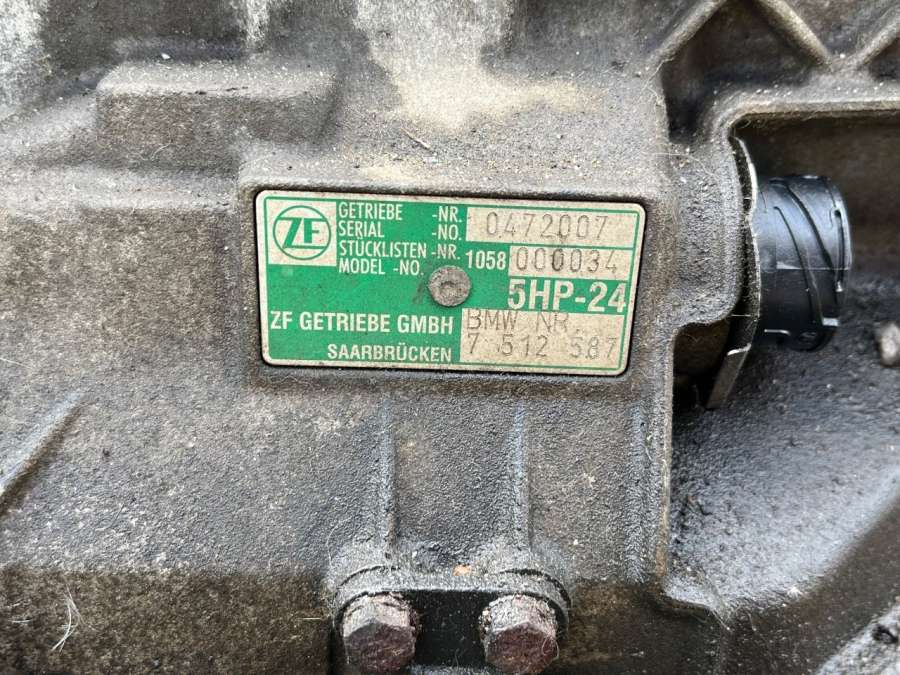 ZF
GETRIEBE -NR. 0472007
SERIAL -NO.
STÜCKLISTEN -NR. 1058 000034
MODEL -NO.
5HP-24
ZF GETRIEBE GMBH BMW NR.
SAARBRÜCKEN 7 512 587